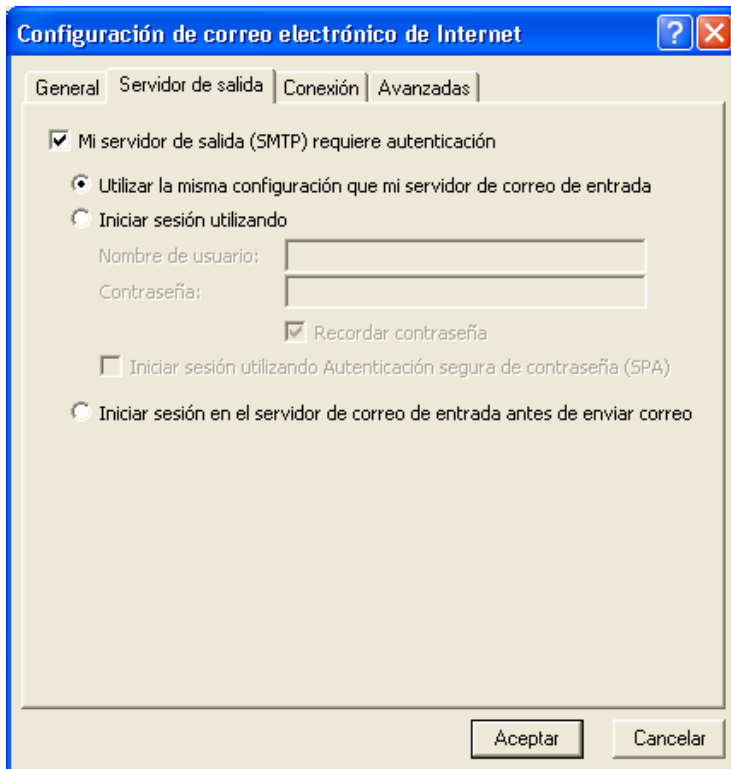 Configuración de correo electrónico de Internet
General Servidor de salida Conexión Avanzadas
Mi servidor de salida (SMTP) requiere autenticación
Utilizar la misma configuración que mi servidor de correo de entrada
Iniciar sesión utilizando
Nombre de usuario:
Contraseña:
Recordar contraseña
Iniciar sesión utilizando Autenticación segura de contraseña (SPA)
Iniciar sesión en el servidor de correo de entrada antes de enviar correo
Aceptar Cancelar